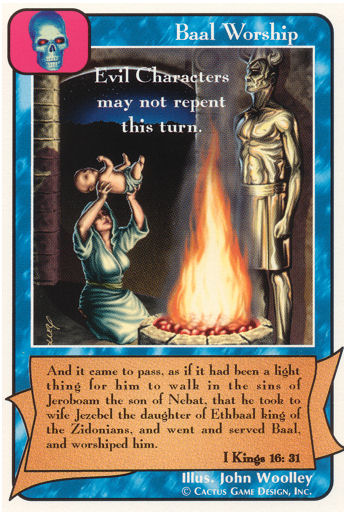 Baal Worship
Evil Characters
may not repent
this turn.
And it came to pass, as if it had been a light
thing for him to walk in the sins of
Jeroboam the son of Nebat, that he took to
wife Jezebel the daughter of Ethbaal king of
the Zidonians, and went and served Baal,
and worshiped him.
I Kings 16: 31
Illus. John Woolley
© CACTUS GAME DESIGN, INC.